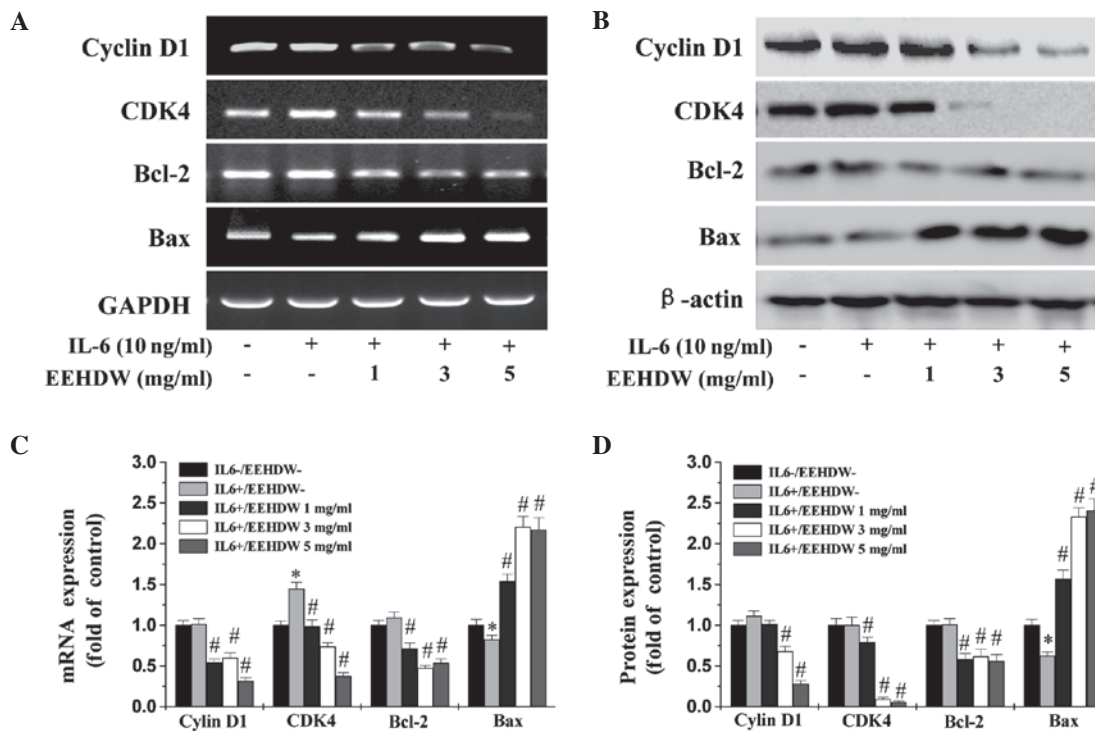 A
Cyclin D1
CDK4
Bcl-2
Bax
GAPDH
IL-6 (10 ng/ml) - + + + +
EEHDW (mg/ml) - - 1 3 5
B
Cyclin D1
CDK4
Bcl-2
Bax
β-actin
IL-6 (10 ng/ml) - + + + +
EEHDW (mg/ml) - - 1 3 5
C
mRNA expression
(fold of control)
3.0
2.5
2.0
1.5
1.0
0.5
0.0
IL6-/EEHDW-
IL6+/EEHDW-
IL6+/EEHDW 1 mg/ml
IL6+/EEHDW 3 mg/ml
IL6+/EEHDW 5 mg/ml
# # #
* # # #
# # #
* # # #
Cylin D1 CDK4 Bcl-2 Bax
D
Protein expression
(fold of control)
3.0
2.5
2.0
1.5
1.0
0.5
0.0
IL6-/EEHDW-
IL6+/EEHDW-
IL6+/EEHDW 1 mg/ml
IL6+/EEHDW 3 mg/ml
IL6+/EEHDW 5 mg/ml
# #
# # #
# # #
* # # #
Cylin D1 CDK4 Bcl-2 Bax